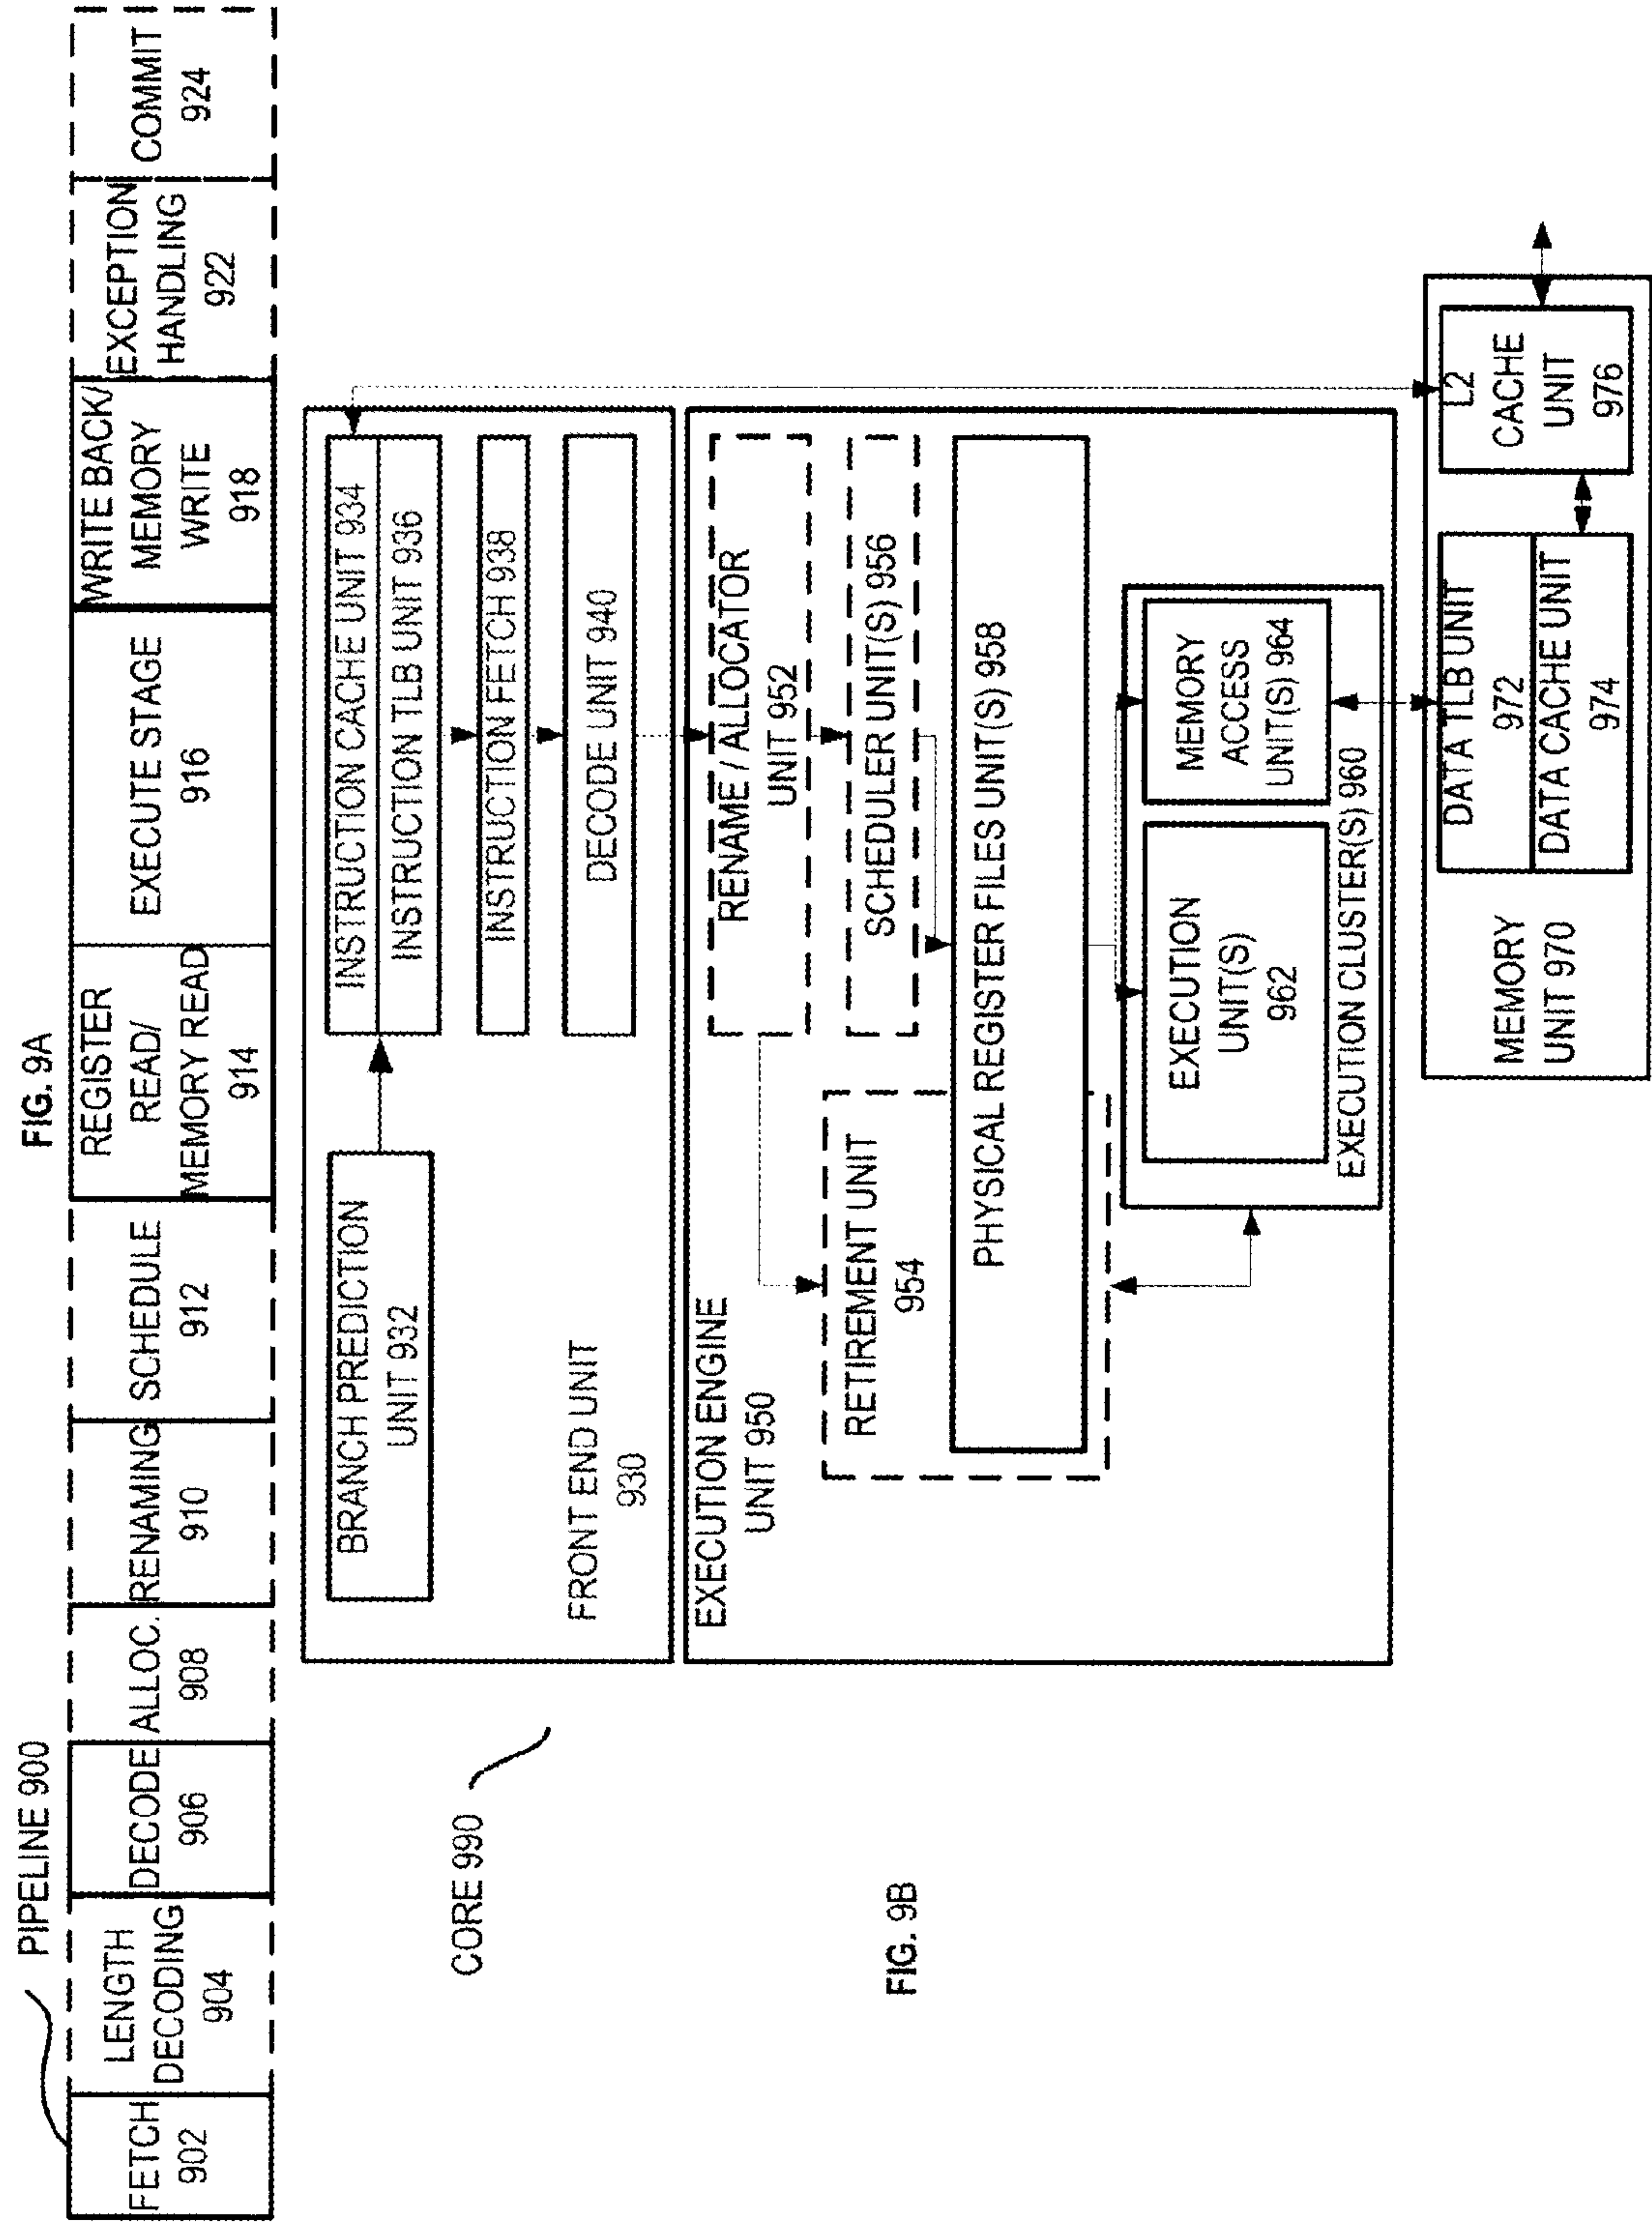 FIG. 9A
PIPELINE 900
FETCH
902
LENGTH
DECODING
904
DECODE
906
ALLOC.
908
RENAMING
910
SCHEDULE
912
REGISTER
READ/
MEMORY READ
914
EXECUTE STAGE
916
WRITE BACK/
MEMORY
WRITE
918
EXCEPTION
HANDLING
922
COMMIT
924
CORE 990
BRANCH PREDICTION
UNIT 932
INSTRUCTION CACHE UNIT 934
INSTRUCTION TLB UNIT 936
INSTRUCTION FETCH 938
DECODE UNIT 940
FRONT END UNIT
930
EXECUTION ENGINE
UNIT 950
RENAME / ALLOCATOR
UNIT 952
RETIREMENT UNIT
954
SCHEDULER UNIT(S) 956
PHYSICAL REGISTER FILES UNIT(S) 958
EXECUTION
UNIT(S)
962
MEMORY
ACCESS
UNIT(S) 964
EXECUTION CLUSTER(S) 960
MEMORY
UNIT 970
DATA TLB UNIT
972
DATA CACHE UNIT
974
L2
CACHE
UNIT
976
FIG. 9B